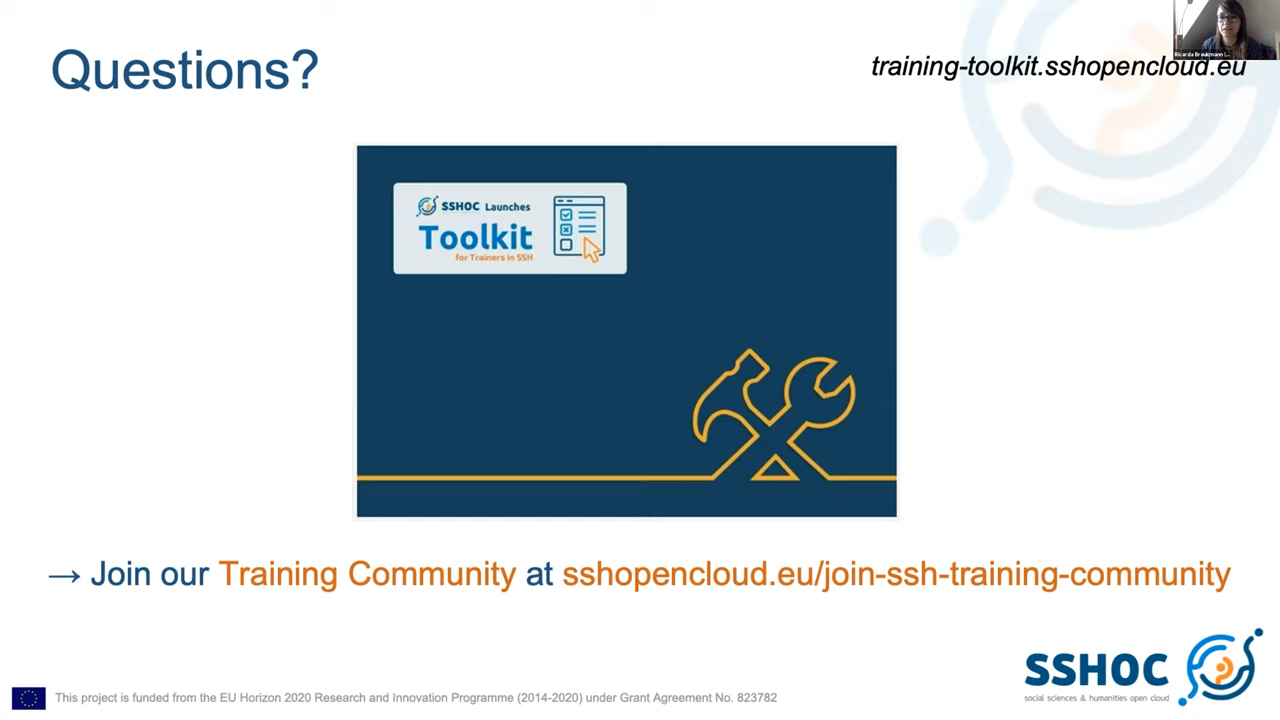 Questions?
training-toolkit.sshopencloud.eu
Ricarda Braukmann (...
SSHOC Launches
Toolkit
for Trainers in SSH
→ Join our Training Community at sshopencloud.eu/join-ssh-training-community
SSHOC
social sciences & humanities open cloud
This project is funded from the EU Horizon 2020 Research and Innovation Programme (2014-2020) under Grant Agreement No. 823782